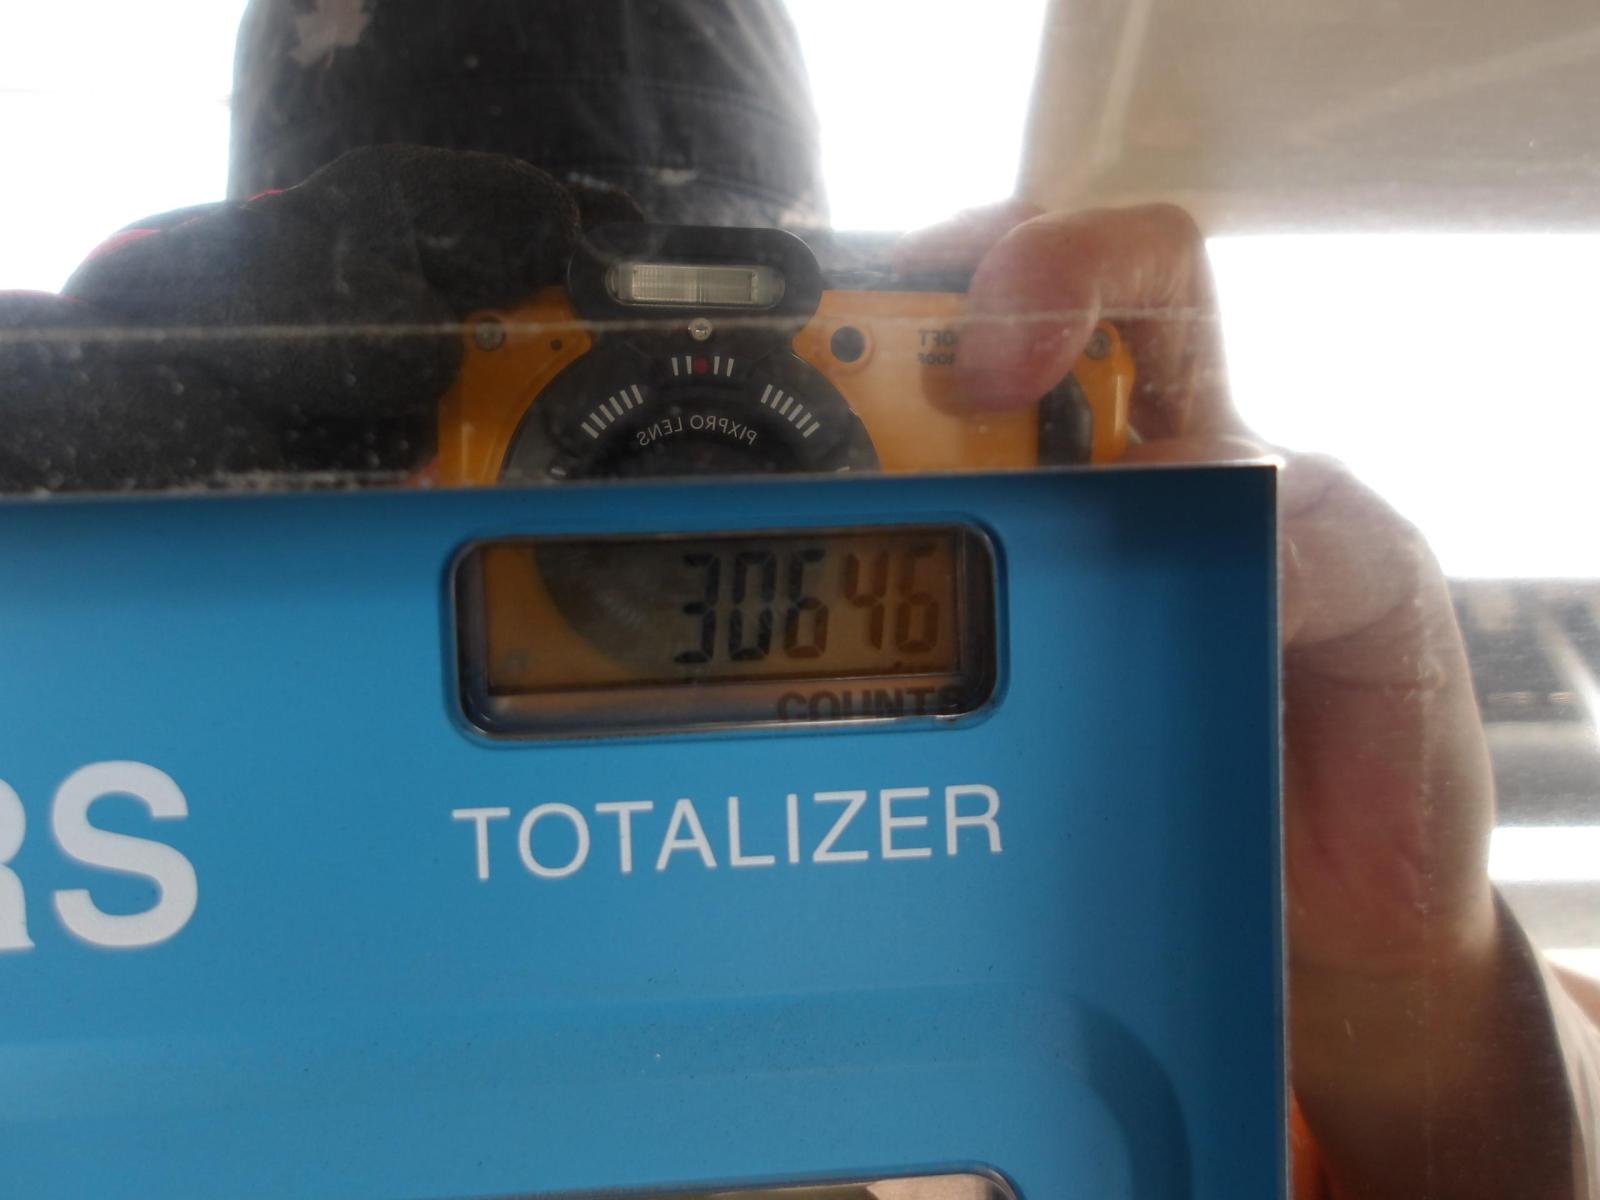 PIXPRO LENS
30646
COUNTS
RS
TOTALIZER